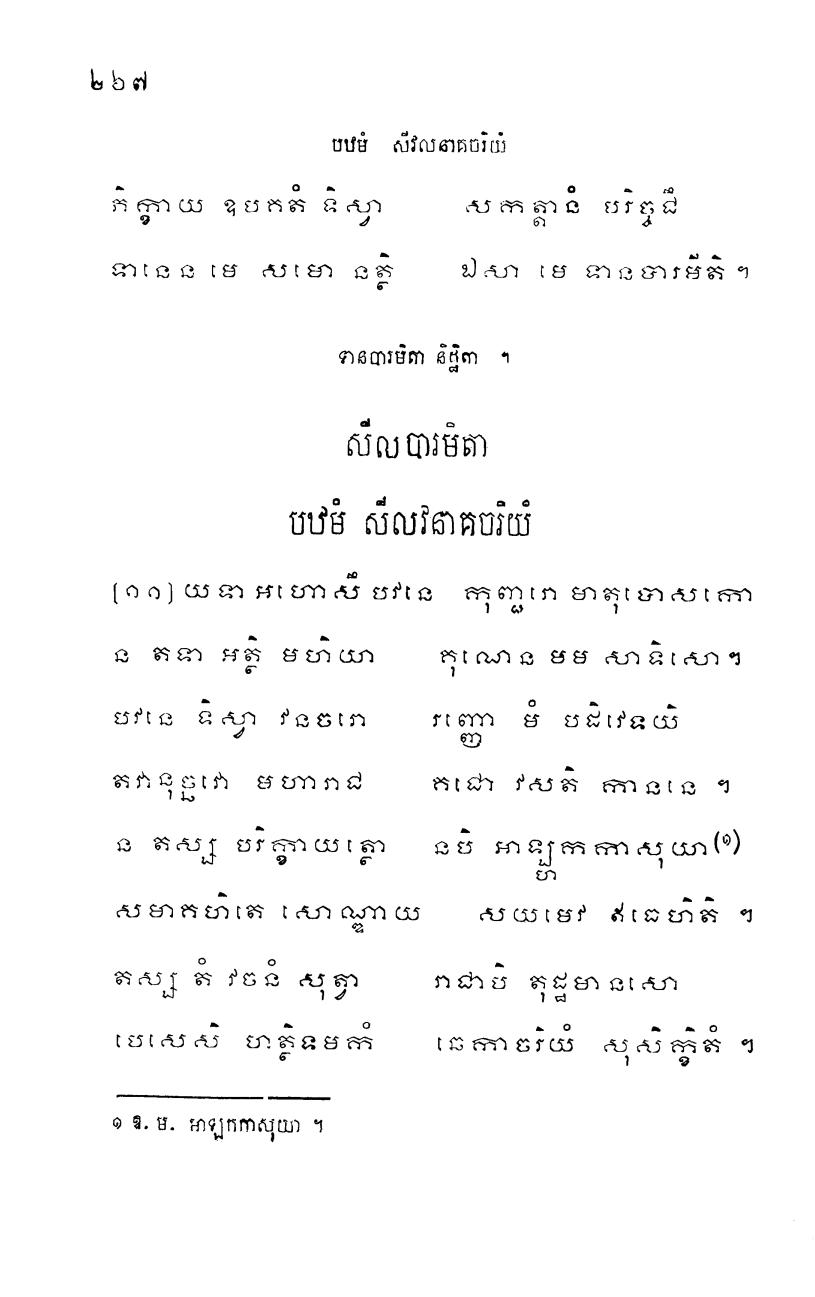 ២៦៧
បឋមំ សីវលនាគចរិយំ
ភិក្ខាយ ឧបគតំ ទិស្វា សកត្តានំ បរិច្ចជឹ
ទានេន មេ សមោ នត្ថិ ឯសា មេ ទានបារមីតិ ។
ទានបារមិតា និដ្ឋិតា ។
សីលបារមិតា
បឋមំ សីលវនាគចរិយំ
[១១] យទា អហោសឹ បវនេ កុញ្ជរោ មាតុបោសកោ
ន តទា អត្ថិ មហិយា គុណេន មម សាទិសោ។
បវនេ ទិស្វា វនចរោ រញ្ញោ មំ បដិវេទយិ
តវានុច្ឆវោ មហារាជ គជោ វសតិ កាននេ ។
ន តស្ស បរិក្ខាយត្ថោ នបិ អាឡ្ហកកាសុយា(១)
សមាគហិតេ សោណ្ឌាយ សយមេវ ឥធេហិតិ ។
តស្ស តំ វចនំ សុត្វា រាជាបិ តុដ្ឋមានសោ
បេសេសិ ហត្ថិទមកំ ឆេកាចរិយំ សុសិក្ខិតំ ។
១ ឱ. ម. អាឡ្កកាសុយា ។